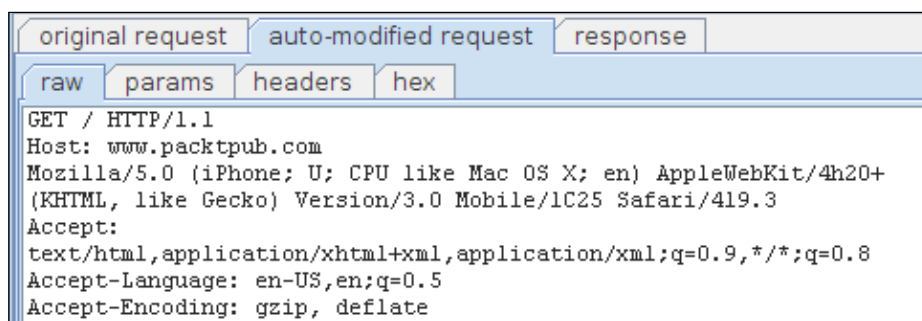 original request auto-modified request response
raw params headers hex
GET / HTTP/1.1
Host: www.packtpub.com
Mozilla/5.0 (iPhone; U; CPU like Mac OS X; en) AppleWebKit/4h20+
(KHTML, like Gecko) Version/3.0 Mobile/1C25 Safari/419.3
Accept:
text/html,application/xhtml+xml,application/xml;q=0.9,*/*;q=0.8
Accept-Language: en-US,en;q=0.5
Accept-Encoding: gzip, deflate